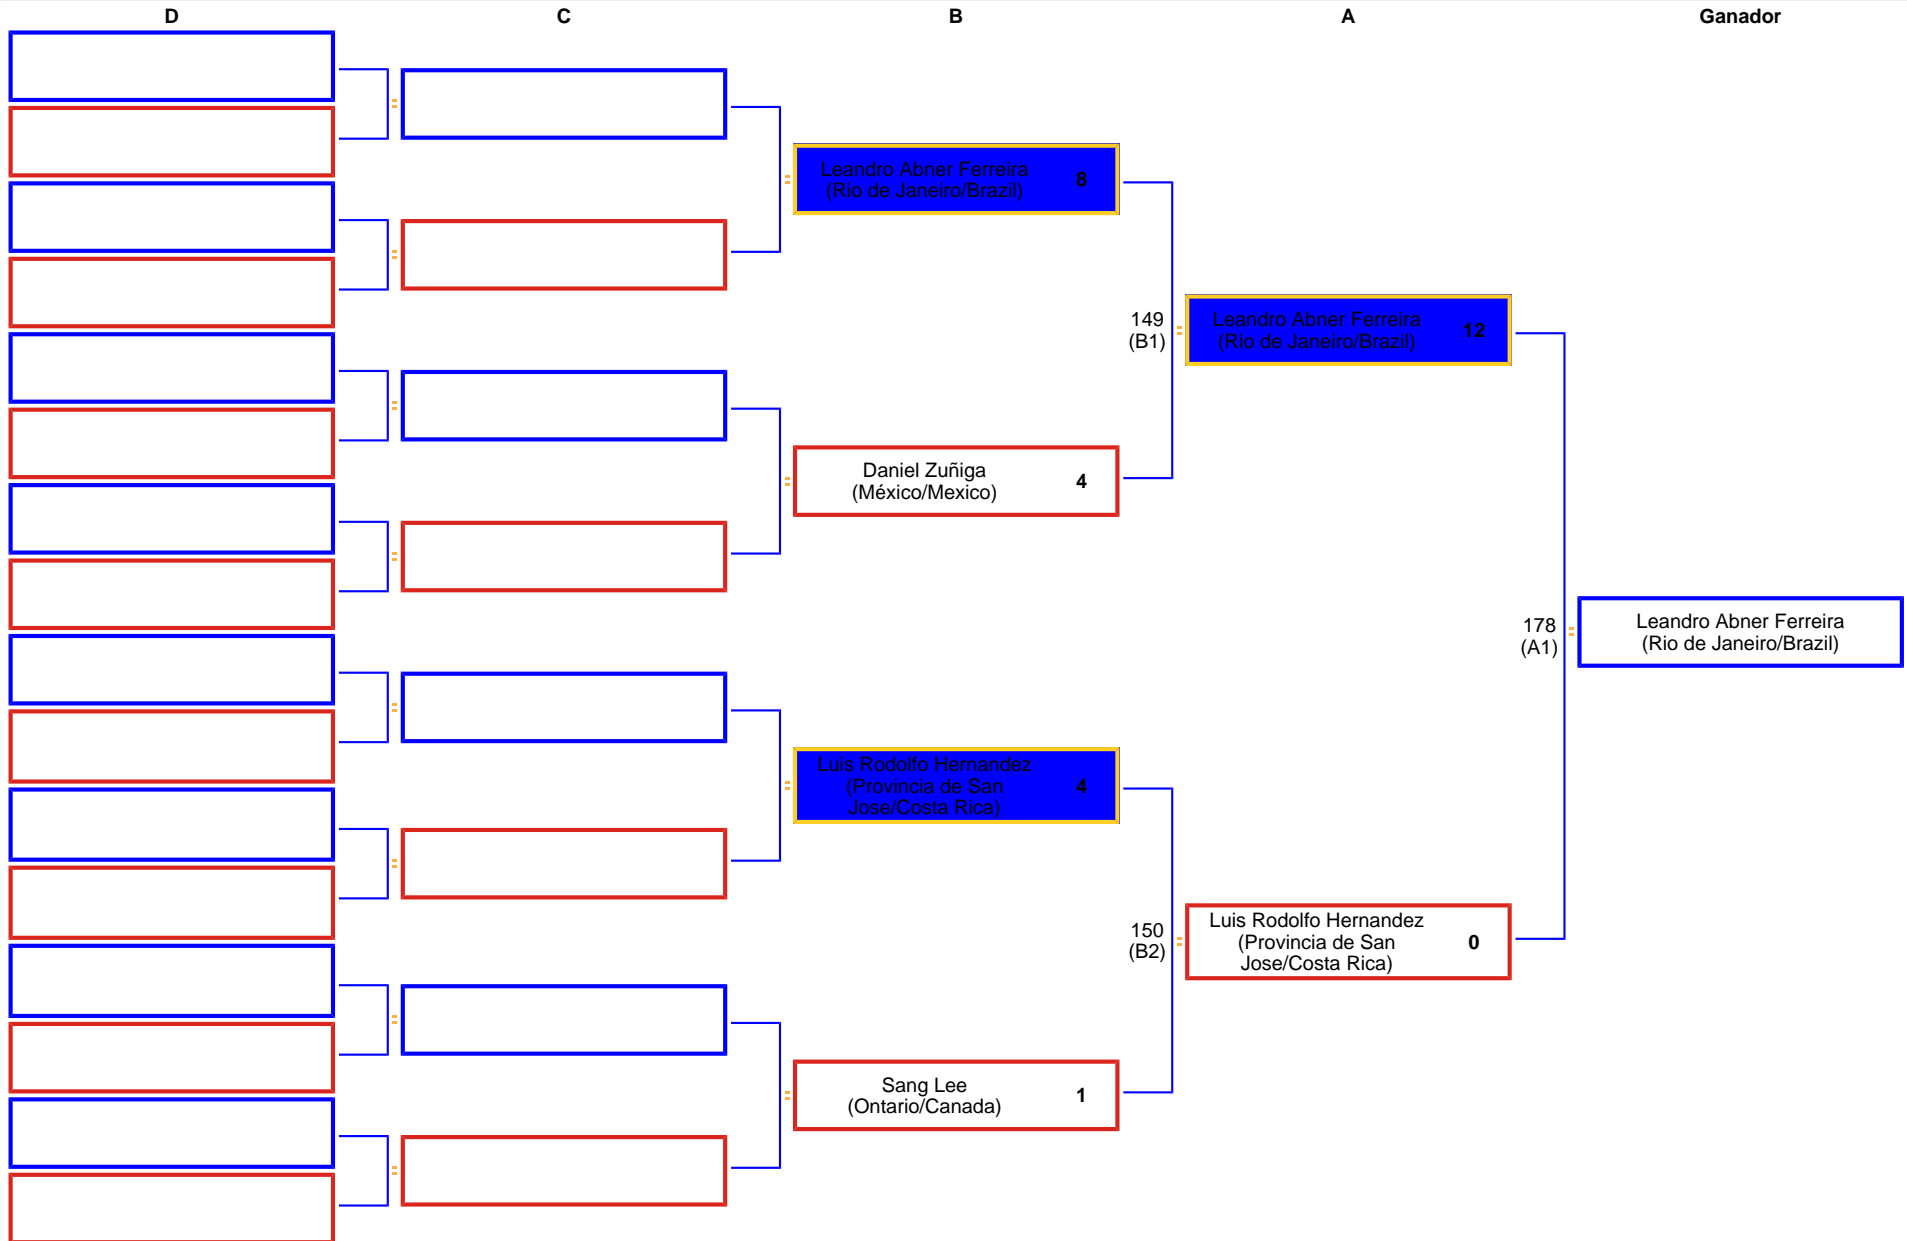 D
C
B
A
Ganador
Leandro Abner Ferreira
(Rio de Janeiro/Brazil)
8
149
(B1)
Leandro Abner Ferreira
(Rio de Janeiro/Brazil)
12
Daniel Zuñiga
(México/Mexico)
4
178
(A1)
Leandro Abner Ferreira
(Rio de Janeiro/Brazil)
Luis Rodolfo Hernandez
(Provincia de San
Jose/Costa Rica)
4
150
(B2)
Luis Rodolfo Hernandez
(Provincia de San
Jose/Costa Rica)
0
Sang Lee
(Ontario/Canada)
1